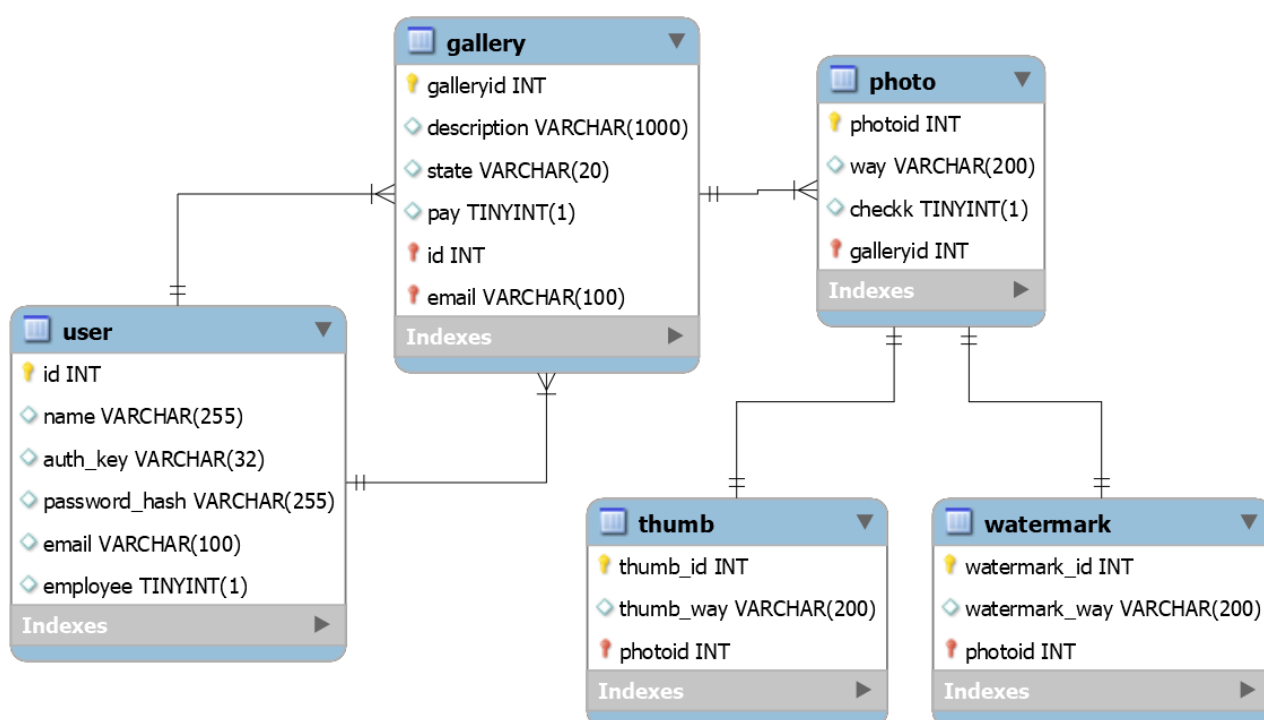 gallery
galleryid INT
description VARCHAR(1000)
state VARCHAR(20)
pay TINYINT(1)
id INT
email VARCHAR(100)
Indexes
photo
photoid INT
way VARCHAR(200)
checkk TINYINT(1)
galleryid INT
Indexes
user
id INT
name VARCHAR(255)
auth_key VARCHAR(32)
password_hash VARCHAR(255)
email VARCHAR(100)
employee TINYINT(1)
Indexes
thumb
thumb_id INT
thumb_way VARCHAR(200)
photoid INT
Indexes
watermark
watermark_id INT
watermark_way VARCHAR(200)
photoid INT
Indexes